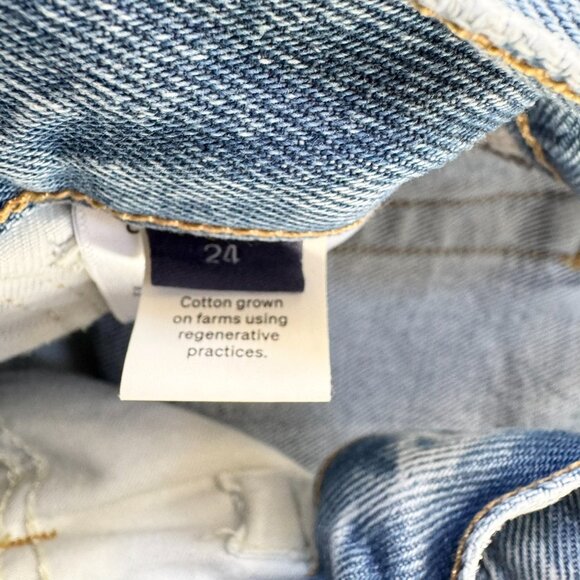 24
Cotton grown
on farms using
regenerative
practices.